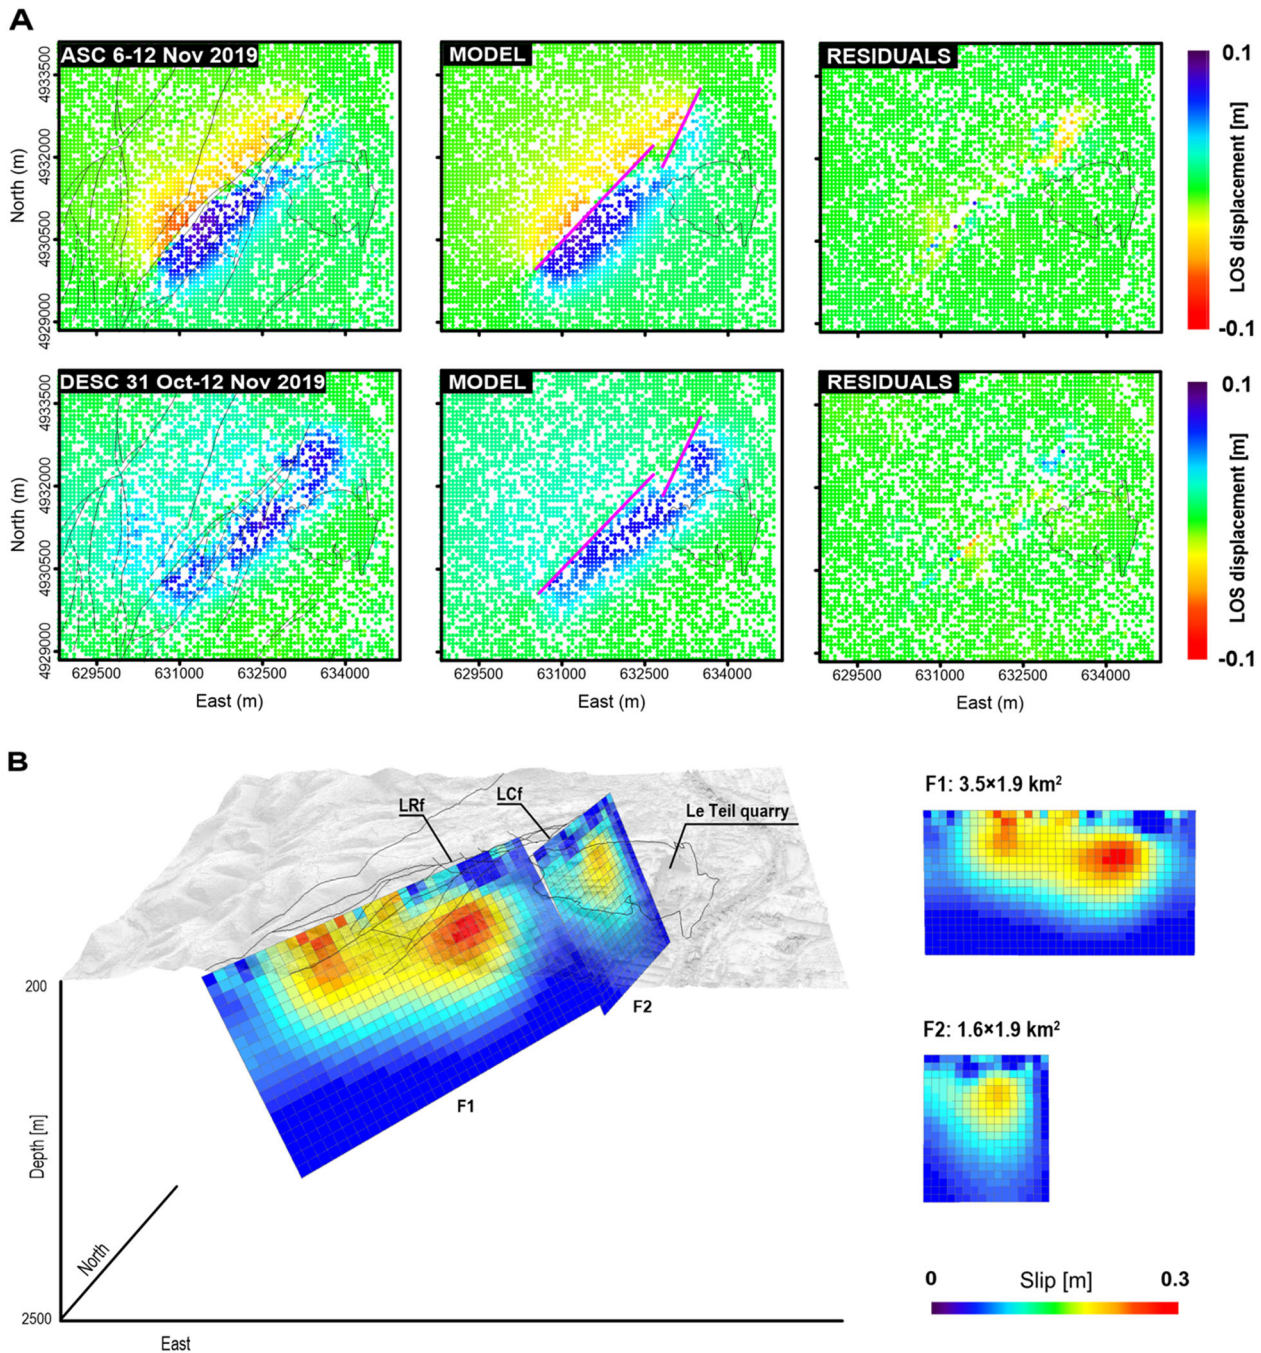 A
ASC 6-12 Nov 2019
MODEL
RESIDUALS
0.1
LOS displacement [m]
-0.1
North (m)
4933500
4932000
4930500
4929000
DESC 31 Oct-12 Nov 2019
MODEL
RESIDUALS
0.1
LOS displacement [m]
-0.1
North (m)
4933500
4932000
4930500
4929000
629500 631000 632500 634000
629500 631000 632500 634000
629500 631000 632500 634000
East (m)
East (m)
East (m)
B
LRf
LCf
Le Teil quarry
F1
F2
200
Depth [m]
2500
North
East
F1: 3.5×1.9 km²
F2: 1.6×1.9 km²
0 Slip [m] 0.3